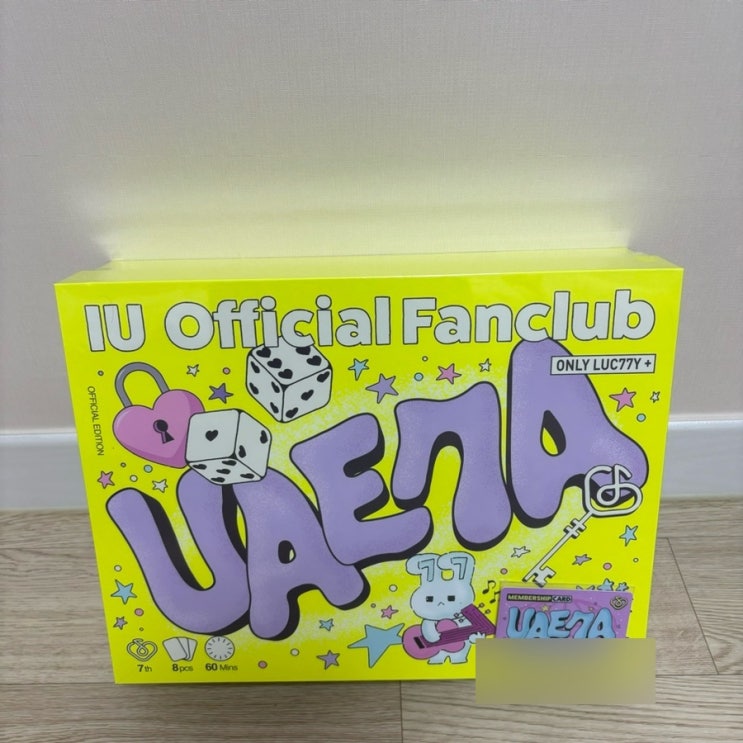 IU Official Fanclub
ONLY LUC77Y +
OFFICIAL EDITION
UAEnA
7th
8pcs
60 Mins
MEMBERSHIP CARD
UAEnA